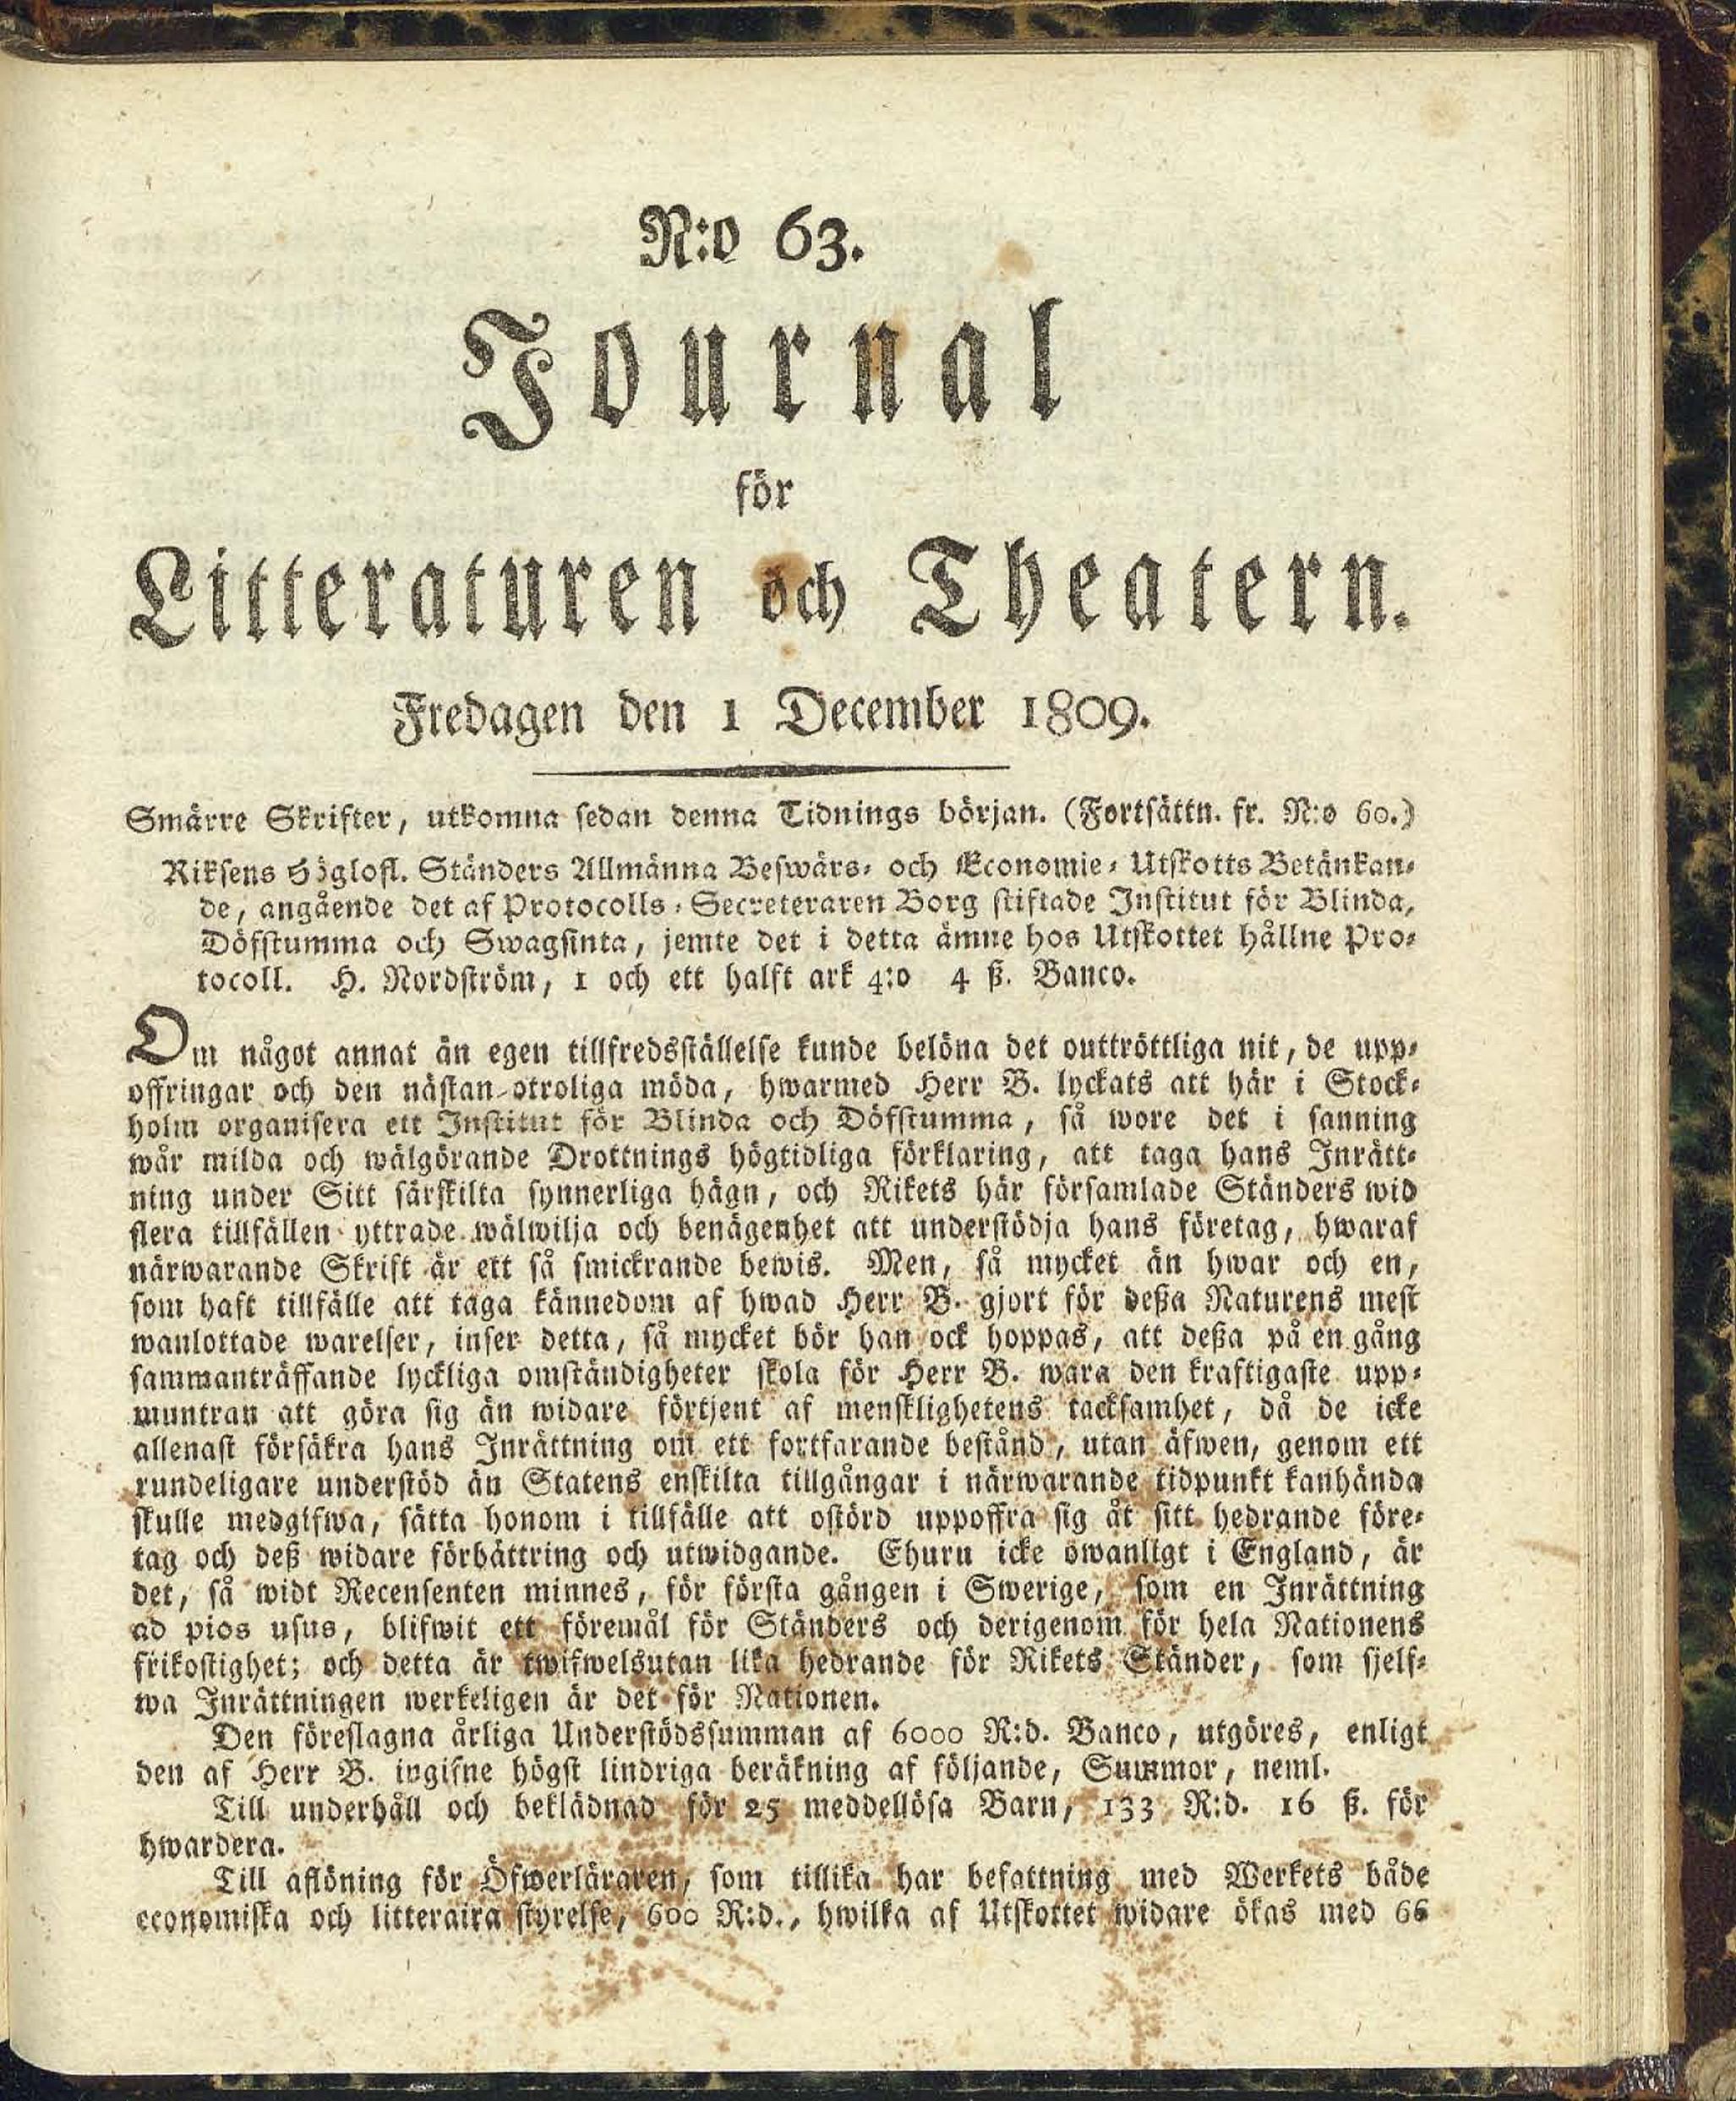 N:o 63.
Journal
för
Litteraturen och Theatern.
Fredagen den 1 December 1809.
Smärre Skrifter, utkomna sedan denna Tidnings början. (Fortsättn. fr. N:o 60.)
Riksens Höglofl. Ständers Allmänna Beswärs- och Economie-Utskotts Betänkan-
de, angående det af Protocolls-Secreteraren Borg stiftade Institut för Blinda,
Döfstumma och Swagsinta, jemte det i detta ämne hos Utskottet hållne Pro-
tocoll. H. Nordström, 1 och ett halft ark 4:o 4 ß. Banco.
Om något annat än egen tillfredsställelse kunde belöna det outtröttliga nit, de upp-
offringar och den nästan otroliga möda, hwarmed Herr B. lyckats att här i Stock-
holm organisera ett Institut för Blinda och Döfstumma, så wore det i sanning
wår milda och wälgörande Drottnings högtidliga förklaring, att taga hans Inrätt-
ning under Sitt särskilta synnerliga hägn, och Rikets här församlade Ständers wid
flera tillfällen yttrade wälwilja och benägenhet att understödja hans företag, hwaraf
närwarande Skrift är ett så smickrande bewis. Men, så mycket än hwar och en,
som haft tillfälle att taga kännedom af hwad Herr B. gjort för deßa Naturens mest
wanlottade warelser, inser detta, så mycket bör han ock hoppas, att deßa på en gång
sammanträffande lyckliga omständigheter skola för Herr B. wara den kraftigaste upp-
muntran att göra sig än widare förtjent af mensklighetens tacksamhet, då de icke
allenast försäkra hans Inrättning om ett fortfarande bestånd, utan äfwen, genom ett
rundeligare understöd än Statens enskilta tillgångar i närwarande tidpunkt kanhända
skulle medgifwa, sätta honom i tillfälle att ostörd uppoffra sig åt sitt hedrande före-
tag och deß widare förbättring och utwidgande. Ehuru icke owanligt i England, är
det, så widt Recensenten minnes, för första gången i Swerige, som en Inrättning
ad pios usus, blifwit ett föremål för Ständers och derigenom för hela Nationens
frikostighet; och detta är twifwelsutan lika hedrande för Rikets Ständer, som sjelf-
wa Inrättningen werkeligen är det för Nationen.
Den föreslagna årliga Understödssumman af 6000 R:d. Banco, utgöres, enligt
den af Herr B. ingifne högst lindriga beräkning af följande, Summor, neml.
Till underhåll och beklädnad för 25 meddellösa Barn, 133 R:d. 16 ß. för
hwardera.
Till aflöning för Öfwerläraren, som tillika har befattning med Werkets både
economiska och litteraira styrelse, 600 R:d., hwilka af Utskottet widare ökas med 66